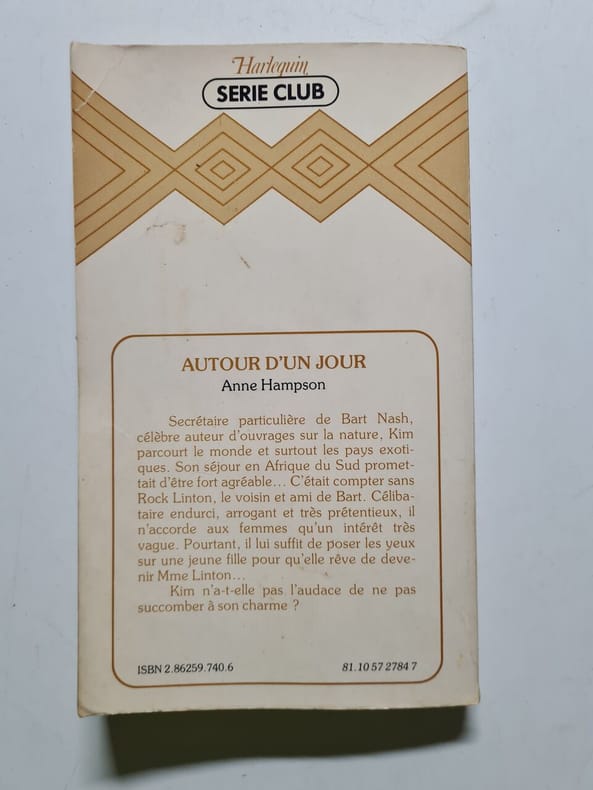 Harlequin
SERIE CLUB
AUTOUR D'UN JOUR
Anne Hampson
Secrétaire particulière de Bart Nash,
célèbre auteur d'ouvrages sur la nature, Kim
parcourt le monde et surtout les pays exoti-
ques. Son séjour en Afrique du Sud promet-
tait d'être fort agréable... C'était compter sans
Rock Linton, le voisin et ami de Bart. Céliba-
taire endurci, arrogant et très prétentieux, il
n'accorde aux femmes qu'un intérêt très
vague. Pourtant, il lui suffit de poser les yeux
sur une jeune fille pour qu'elle rêve de deve-
nir Mme Linton...
Kim n'a-t-elle pas l'audace de ne pas
succomber à son charme ?
ISBN 2.86259.740.6
81.10 57 2784 7